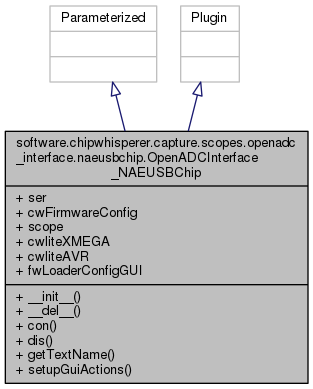 Parameterized
Plugin
software.chipwhisperer.capture.scopes.openadc
_interface.naeusbchip.OpenADCInterface
_NAEUSBChip
+ ser
+ cwFirmwareConfig
+ scope
+ cwliteXMEGA
+ cwliteAVR
+ fwLoaderConfigGUI
+ __init__()
+ __del__()
+ con()
+ dis()
+ getTextName()
+ setupGuiActions()